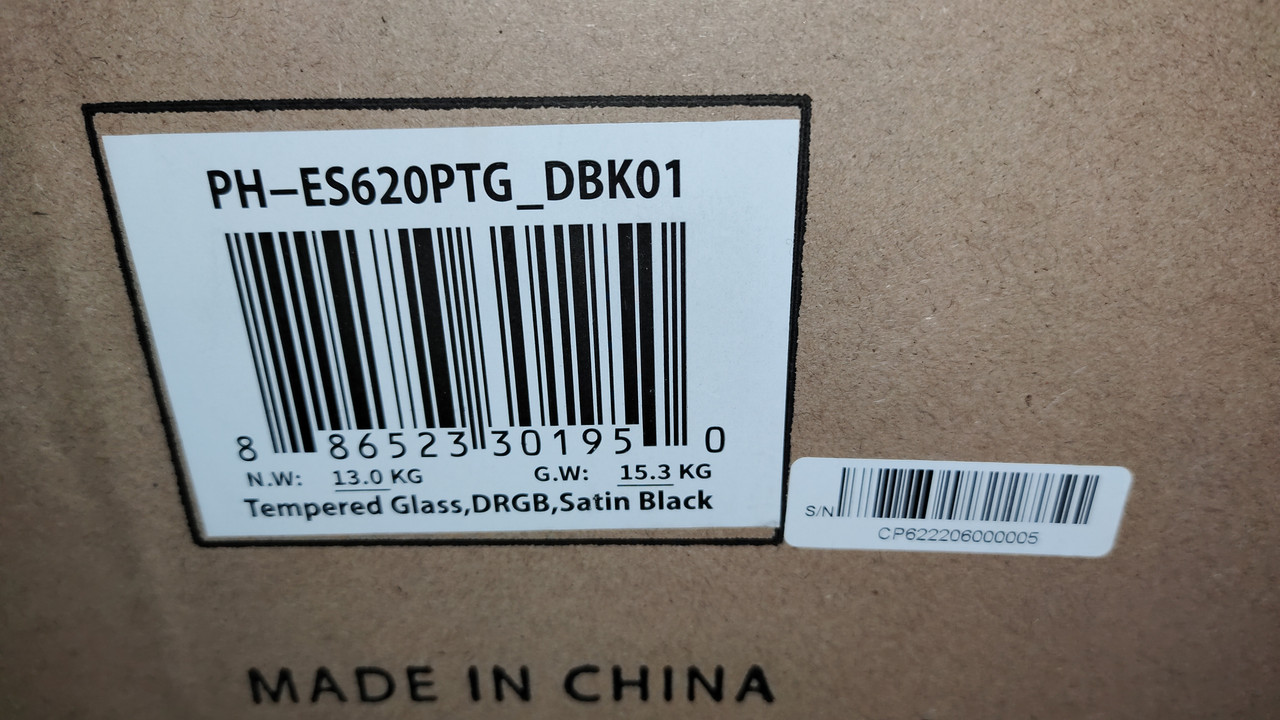 PH-ES620PTG_DBK01
8 86523 30195 0
N.W: 13.0 KG G.W: 15.3 KG
Tempered Glass,DRGB,Satin Black
S/N
CP622206000005
MADE IN CHINA